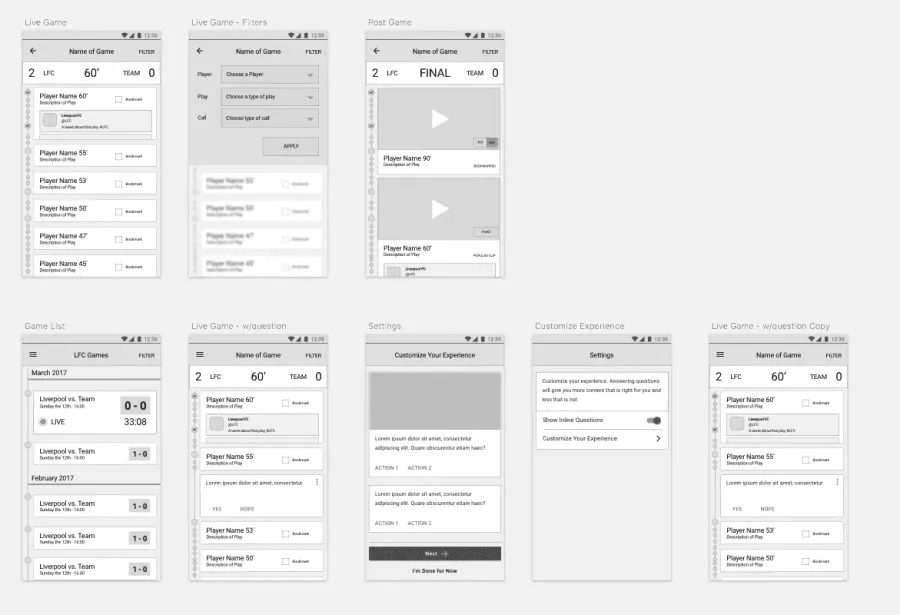 Live Game
12:30
Name of Game
FILTER
2 LFC 60' TEAM 0
Player Name 60'
Description of Play
Bookmark
Liverpool FC
@LFC
A tweet about this play #LFC
Player Name 55'
Description of Play
Bookmark
Player Name 53'
Description of Play
Bookmark
Player Name 50'
Description of Play
Bookmark
Player Name 47'
Description of Play
Bookmark
Player Name 45'
Description of Play
Bookmark
Live Game - Filters
12:30
Name of Game
FILTER
Player
Choose a Player
Play
Choose a type of play
Call
Choose type of call
APPLY
Player Name 53'
Player Name 50'
Player Name 47'
Player Name 45'
Post Game
12:30
Name of Game
FILTER
2 LFC FINAL TEAM 0
Player Name 90'
Description of Play
BOOKMARKED
Player Name 60'
Description of Play
POPULAR CLIP
Liverpool FC
@LFC
Game List
12:30
LFC Games
FILTER
March 2017
Liverpool vs. Team
Sunday the 12th · 14:00
0 - 0
LIVE
33:08
Liverpool vs. Team
Sunday the 12th · 14:00
1 - 0
February 2017
Liverpool vs. Team
Sunday the 12th · 14:00
1 - 0
Liverpool vs. Team
Sunday the 12th · 14:00
1 - 0
Liverpool vs. Team
Sunday the 12th · 14:00
1 - 0
Live Game - w/question
12:30
Name of Game
FILTER
2 LFC 60' TEAM 0
Player Name 60'
Description of Play
Bookmark
Liverpool FC
@LFC
A tweet about this play #LFC
Player Name 55'
Description of Play
Bookmark
Lorem ipsum dolor sit amet, consectetur
YES NOPE
Player Name 53'
Description of Play
Bookmark
Player Name 50'
Description of Play
Bookmark
Settings
12:30
Customize Your Experience
Lorem ipsum dolor sit amet, consectetur
adipiscing elit. Quare obscurentur etiam haec?
ACTION 1 ACTION 2
Lorem ipsum dolor sit amet, consectetur
adipiscing elit. Quare obscurentur etiam haec?
ACTION 1 ACTION 2
Next
I'm Done for Now
Customize Experience
12:30
Settings
Customize your experience. Answering questions
will give you more content that is right for you and
less that is not.
Show Inline Questions
Customize Your Experience
Live Game - w/question Copy
12:30
Name of Game
FILTER
2 LFC 60' TEAM 0
Player Name 60'
Description of Play
Bookmark
Liverpool FC
@LFC
A tweet about this play #LFC
Player Name 55'
Description of Play
Bookmark
Lorem ipsum dolor sit amet, consectetur
YES NOPE
Player Name 53'
Description of Play
Bookmark
Player Name 50'
Description of Play
Bookmark